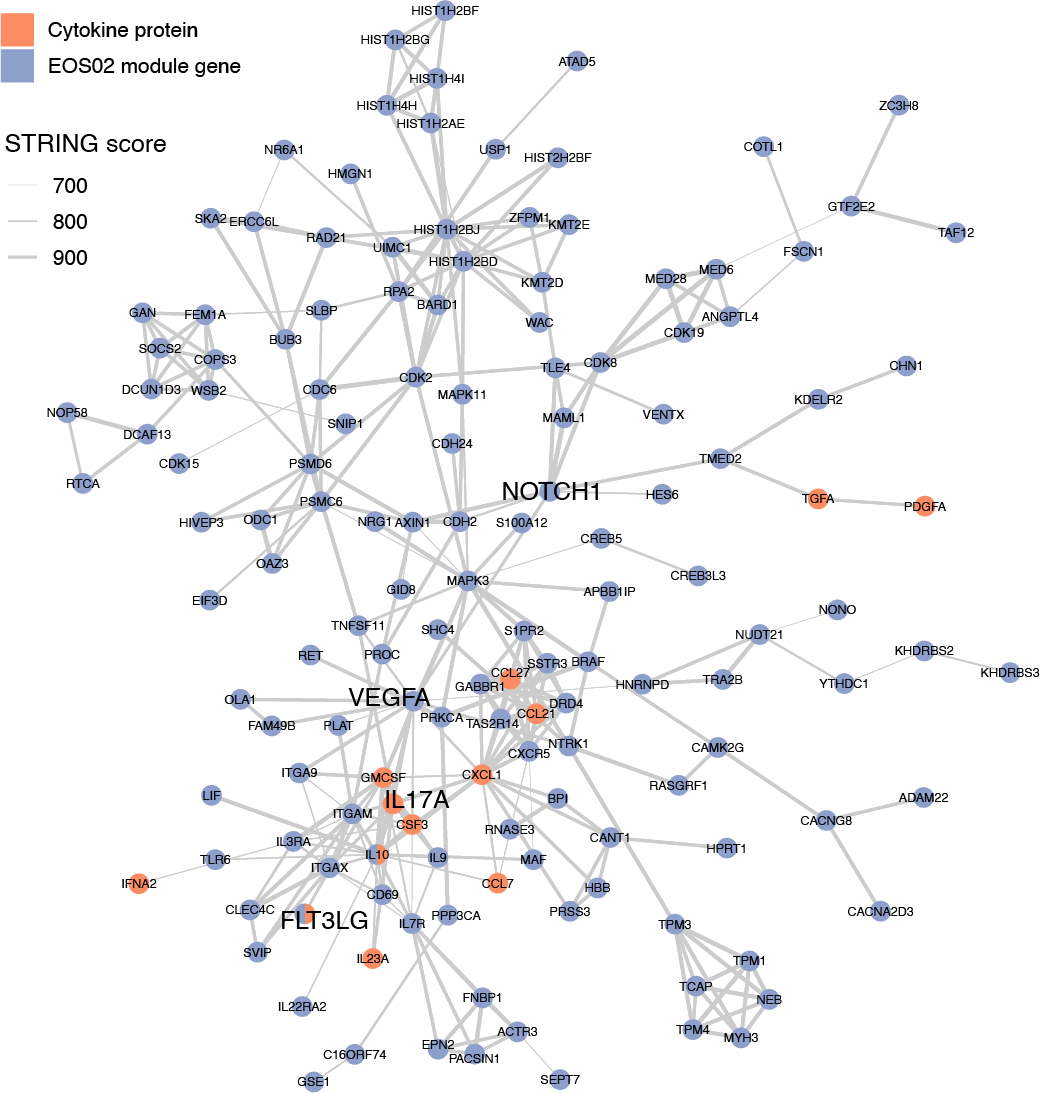 Cytokine protein
EOS02 module gene
STRING score
700
800
900
HIST1H2BF
HIST1H2BG
ATAD5
HIST1H4I
HIST1H4H
ZC3H8
HIST1H2AE
COTL1
NR6A1
USP1
HIST2H2BF
HMGN1
GTF2E2
SKA2
ERCC6L
ZFPM1
KMT2E
HIST1H2BJ
TAF12
RAD21
UIMC1
FSCN1
HIST1H2BD
MED6
MED28
KMT2D
RPA2
BARD1
GAN
FEM1A
SLBP
ANGPTL4
WAC
CDK19
BUB3
SOCS2
COPS3
CDK8
TLE4
CHN1
CDK2
DCUN1D3
WSB2
CDC6
MAPK11
KDELR2
NOP58
VENTX
MAML1
SNIP1
DCAF13
CDH24
TMED2
CDK15
PSMD6
RTCA
NOTCH1
HES6
TGFA
PDGFA
PSMC6
HIVEP3
ODC1
NRG1
AXIN1
CDH2
S100A12
CREB5
OAZ3
CREB3L3
MAPK3
GID8
APBB1IP
EIF3D
NONO
TNFSF11
SHC4
S1PR2
NUDT21
RET
PROC
KHDRBS2
SSTR3
BRAF
CCL27
KHDRBS3
GABBR1
HNRNPD
TRA2B
YTHDC1
OLA1
VEGFA
DRD4
CCL21
FAM49B
PLAT
PRKCA
TAS2R14
NTRK1
CXCR5
CAMK2G
ITGA9
GMCSF
CXCL1
RASGRF1
LIF
IL17A
BPI
ADAM22
ITGAM
CSF3
RNASE3
CACNG8
IL3RA
CANT1
HPRT1
TLR6
IL10
IL9
MAF
ITGAX
IFNA2
CCL7
HBB
CD69
CLEC4C
FLT3LG
IL7R
PPP3CA
PRSS3
CACNA2D3
TPM3
SVIP
IL23A
TPM1
TCAP
NEB
IL22RA2
FNBP1
TPM4
MYH3
ACTR3
C16ORF74
EPN2
PACSIN1
GSE1
SEPT7